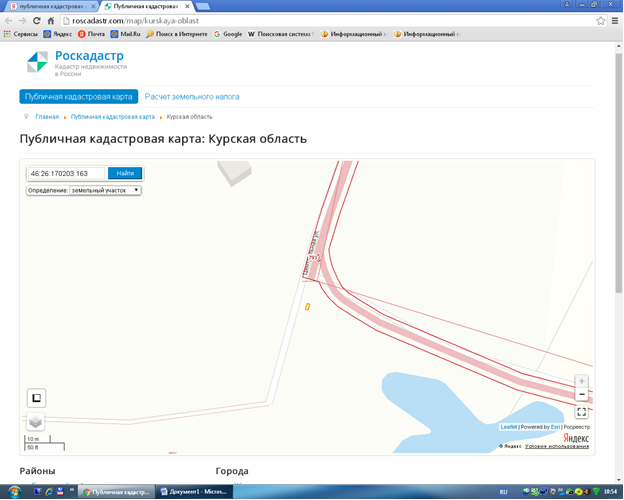 публичная кадастровая
Публичная кадастровая
roscadastr.com/map/kurskaya-oblast
Сервисы Яндекс Почта Mail.Ru Поиск в Интернете Google Поисковая система Информационный Информационный
Роскадастр
Кадастр недвижимости
в России
Публичная кадастровая карта Расчет земельного налога
Главная Публичная кадастровая карта Курская область
Публичная кадастровая карта: Курская область
46:26:170203:163 Найти
Определение: земельный участок
Центральная ул.
+
−
10 m
50 ft
Leaflet | Powered by Esri | Росреестр
Яндекс
© Яндекс Условия использования
Районы Города
Публичная кадастр... Документ1 - Micros... RU 10:54